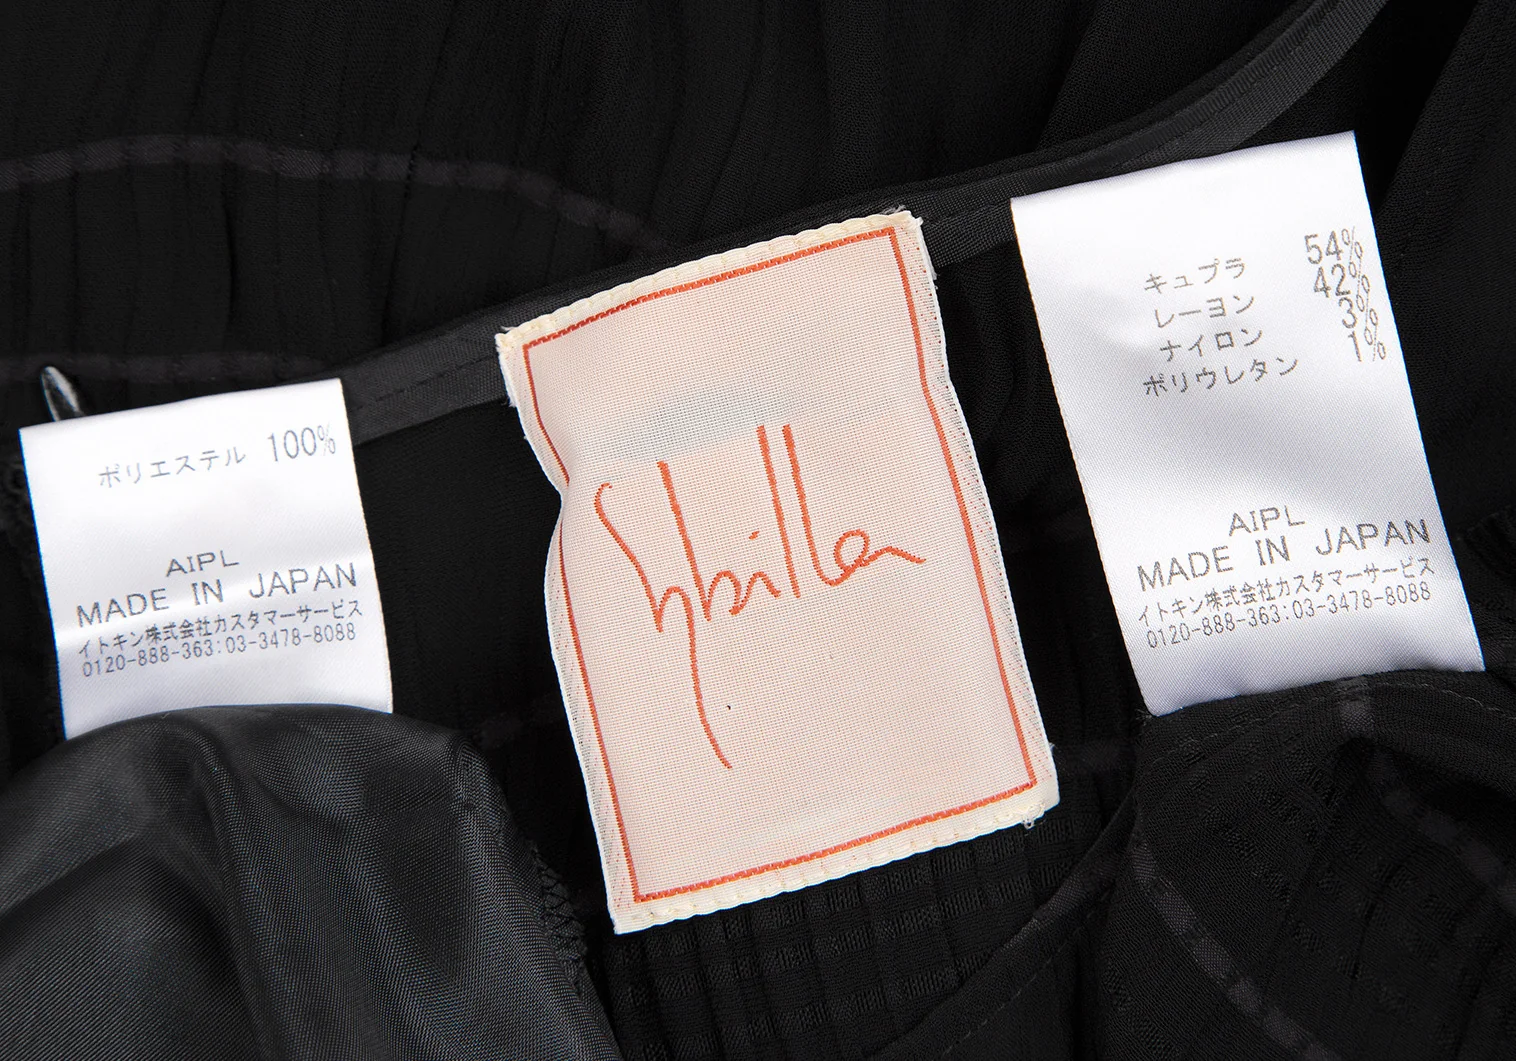 ポリエステル 100%
AIPL
MADE IN JAPAN
イトキン株式会社カスタマーサービス
0120-888-363:03-3478-8088
Sybilla
キュプラ 54%
レーヨン 42%
ナイロン 3%
ポリウレタン 1%
AIPL
MADE IN JAPAN
イトキン株式会社カスタマーサービス
0120-888-363:03-3478-8088